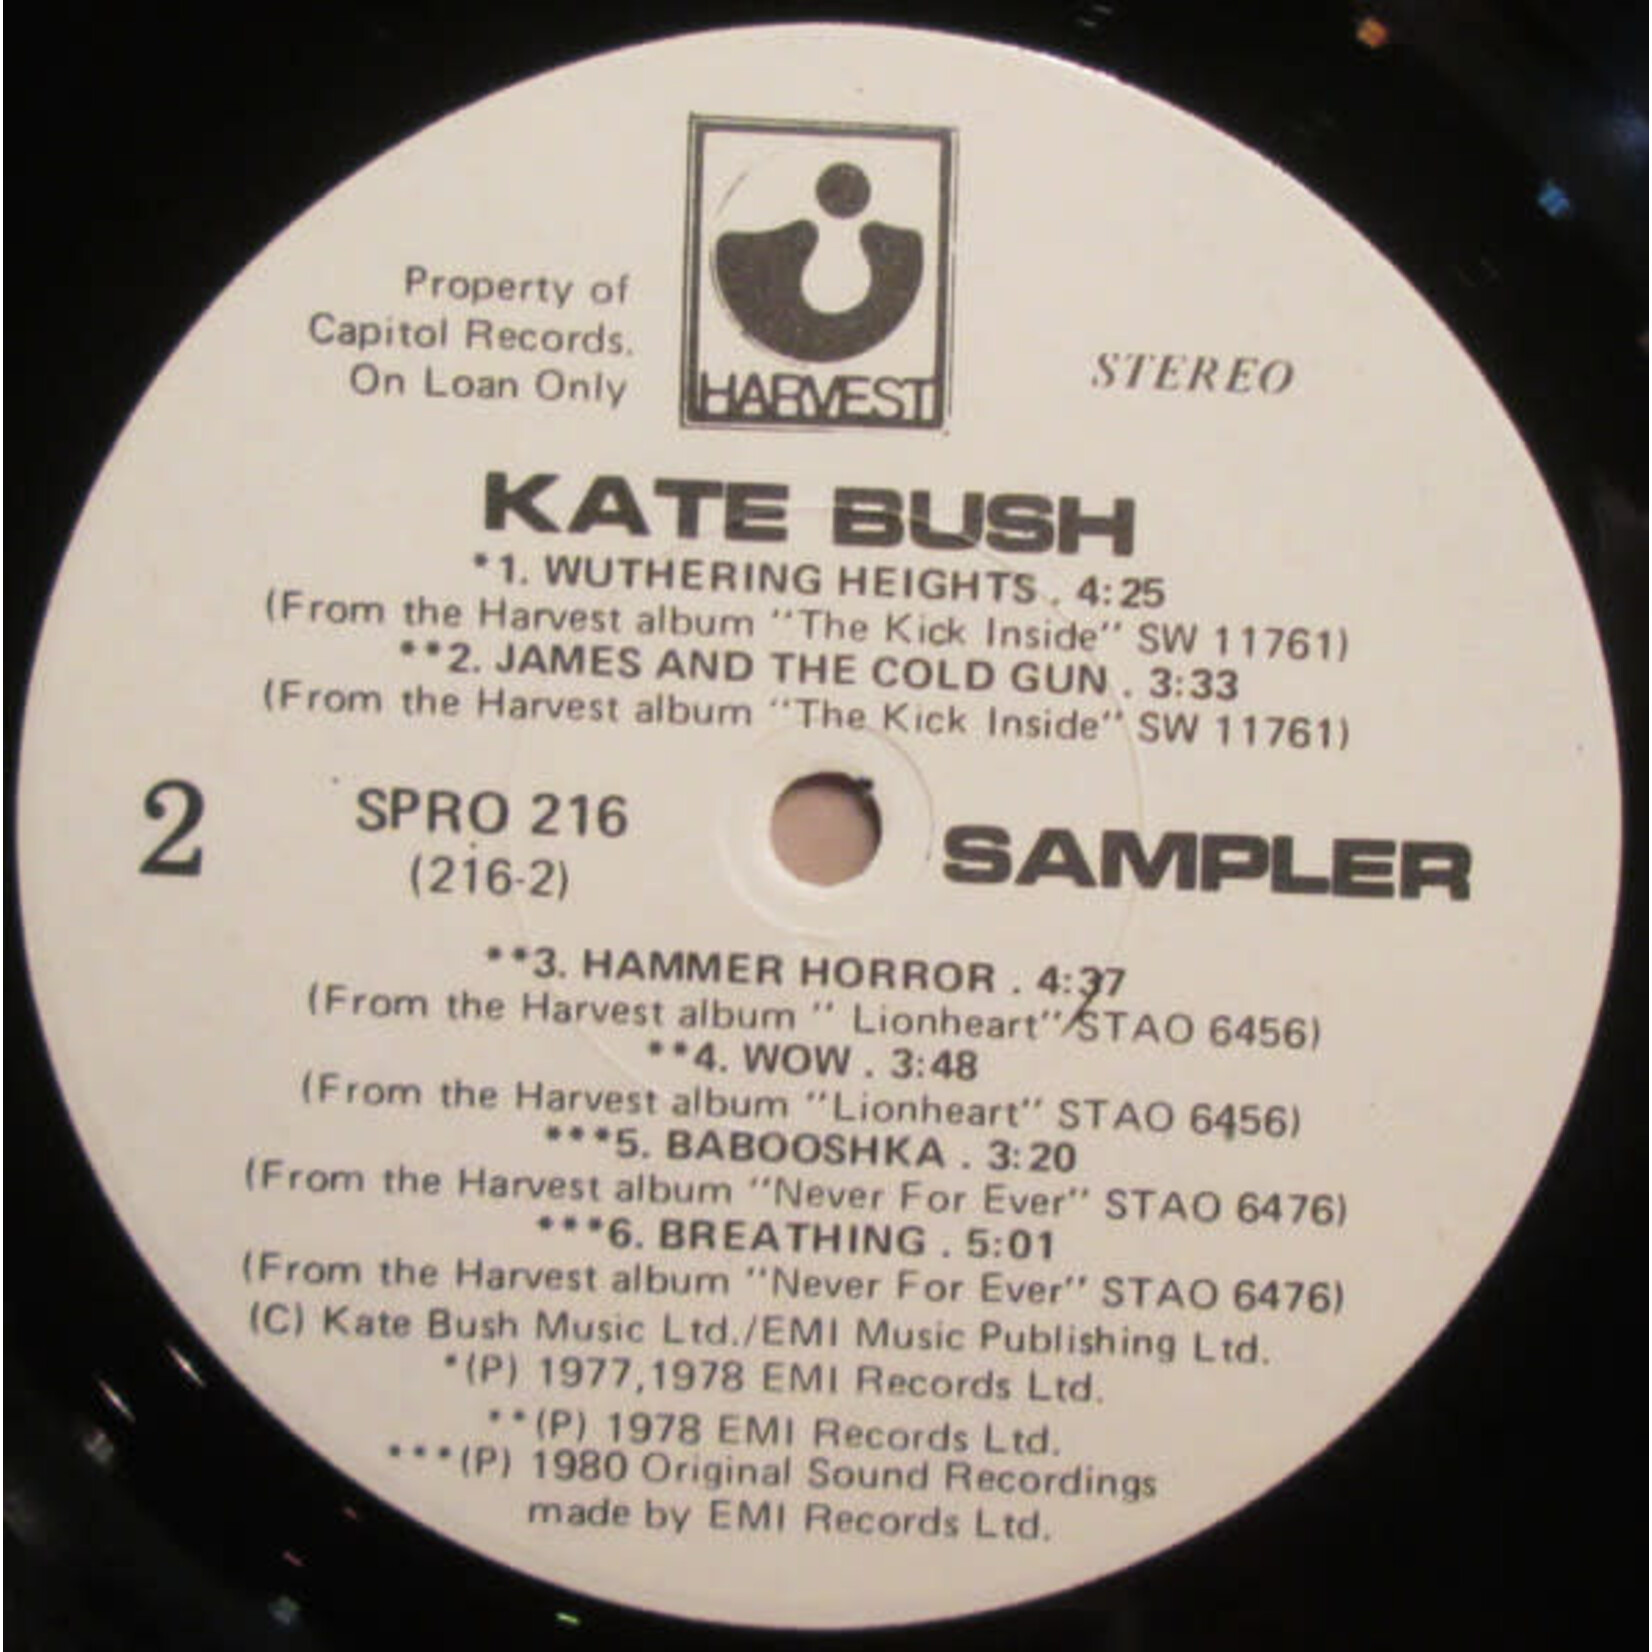 HARVEST
Property of
Capitol Records.
On Loan Only
STEREO
KATE BUSH
*1. WUTHERING HEIGHTS . 4:25
(From the Harvest album "The Kick Inside" SW 11761)
**2. JAMES AND THE COLD GUN . 3:33
(From the Harvest album "The Kick Inside" SW 11761)
2
SPRO 216
(216-2)
SAMPLER
**3. HAMMER HORROR . 4:37
(From the Harvest album " Lionheart" STAO 6456)
**4. WOW . 3:48
(From the Harvest album "Lionheart" STAO 6456)
***5. BABOOSHKA . 3:20
(From the Harvest album "Never For Ever" STAO 6476)
***6. BREATHING . 5:01
(From the Harvest album "Never For Ever" STAO 6476)
(C) Kate Bush Music Ltd./EMI Music Publishing Ltd.
*(P) 1977,1978 EMI Records Ltd.
**(P) 1978 EMI Records Ltd.
***(P) 1980 Original Sound Recordings
made by EMI Records Ltd.